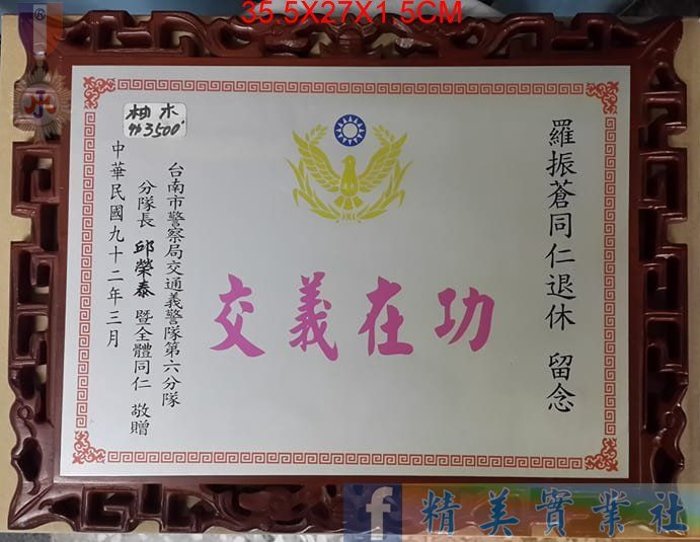 35.5X27X1.5CM
柚木
#3500
羅振蒼同仁退休 留念
功在義交
台南市警察局交通義警隊第六分隊
分隊長 邱榮泰 暨全體同仁 敬贈
中華民國九十二年三月
f 精美實業社